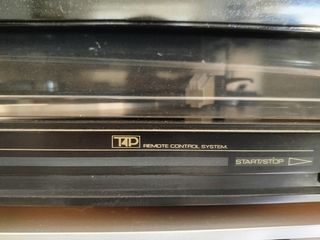 T4P REMOTE CONTROL SYSTEM.
START/STOP